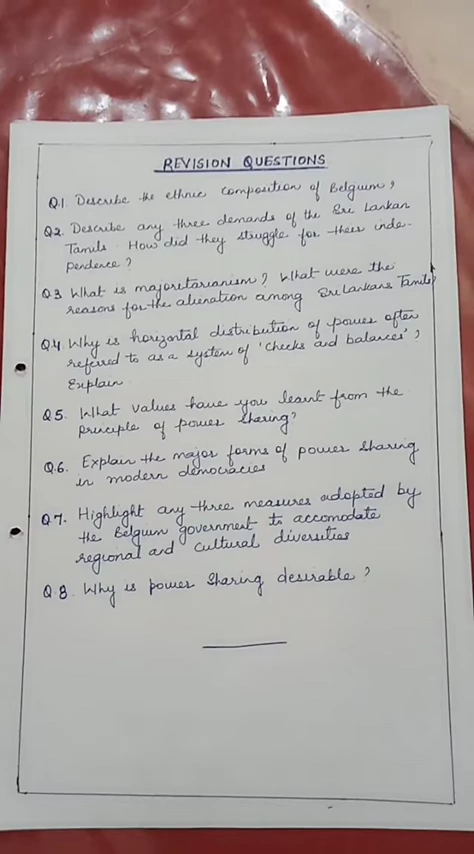 REVISION QUESTIONS
Q.1. Describe the ethnic composition of Belgium?
Q2. Describe any three demands of the Sri Lankan
Tamils. How did they struggle for their inde-
pendence?
Q.3 What is majoritarianism? What were the
reasons for the alienation among Sri Lankans Tamils?
Q.4. Why is horizontal distribution of power often
referred to as a system of 'checks and balances'?
Explain
Q5. What values have you learnt from the
principle of power sharing?
Q.6. Explain the major forms of power sharing
in modern democracies
Q7. Highlight any three measures adopted by
the Belgium government to accomodate
regional and cultural diversities
Q.8. Why is power sharing desirable?